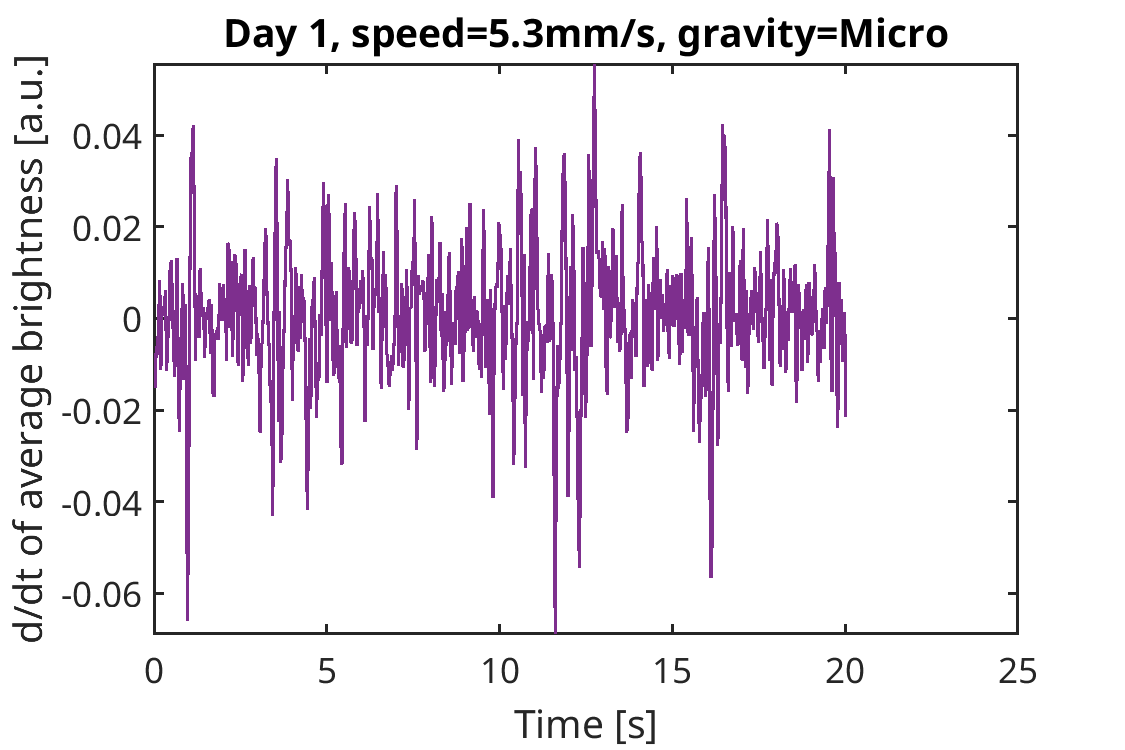 Day 1, speed=5.3mm/s, gravity=Micro
d/dt of average brightness [a.u.]
0.04
0.02
0
-0.02
-0.04
-0.06
0 5 10 15 20 25
Time [s]